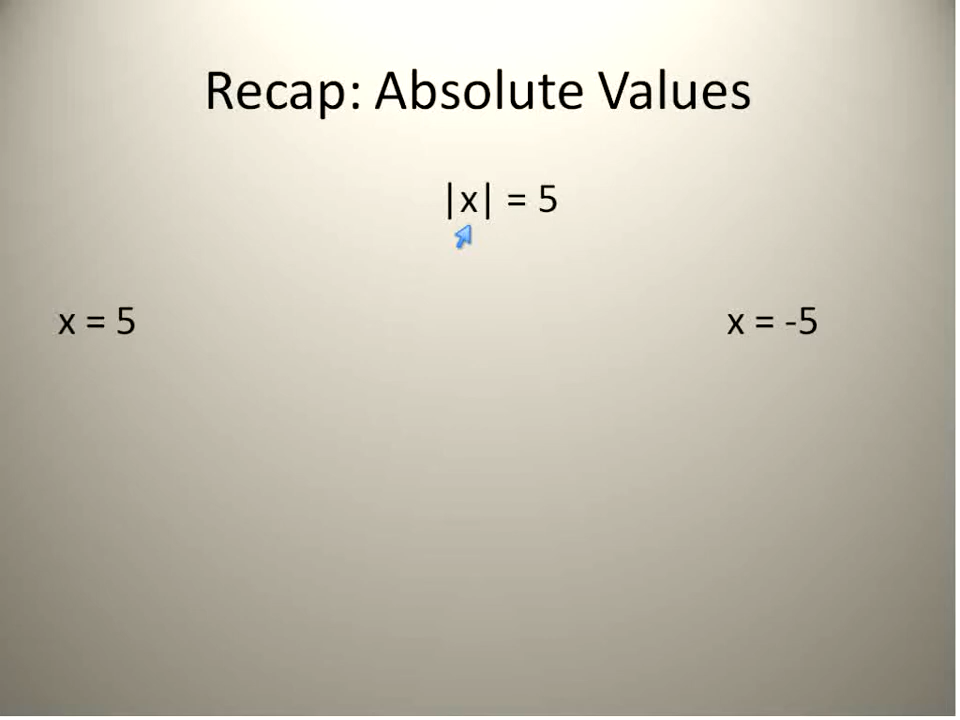 Recap: Absolute Values
|x| = 5
x = 5
x = -5